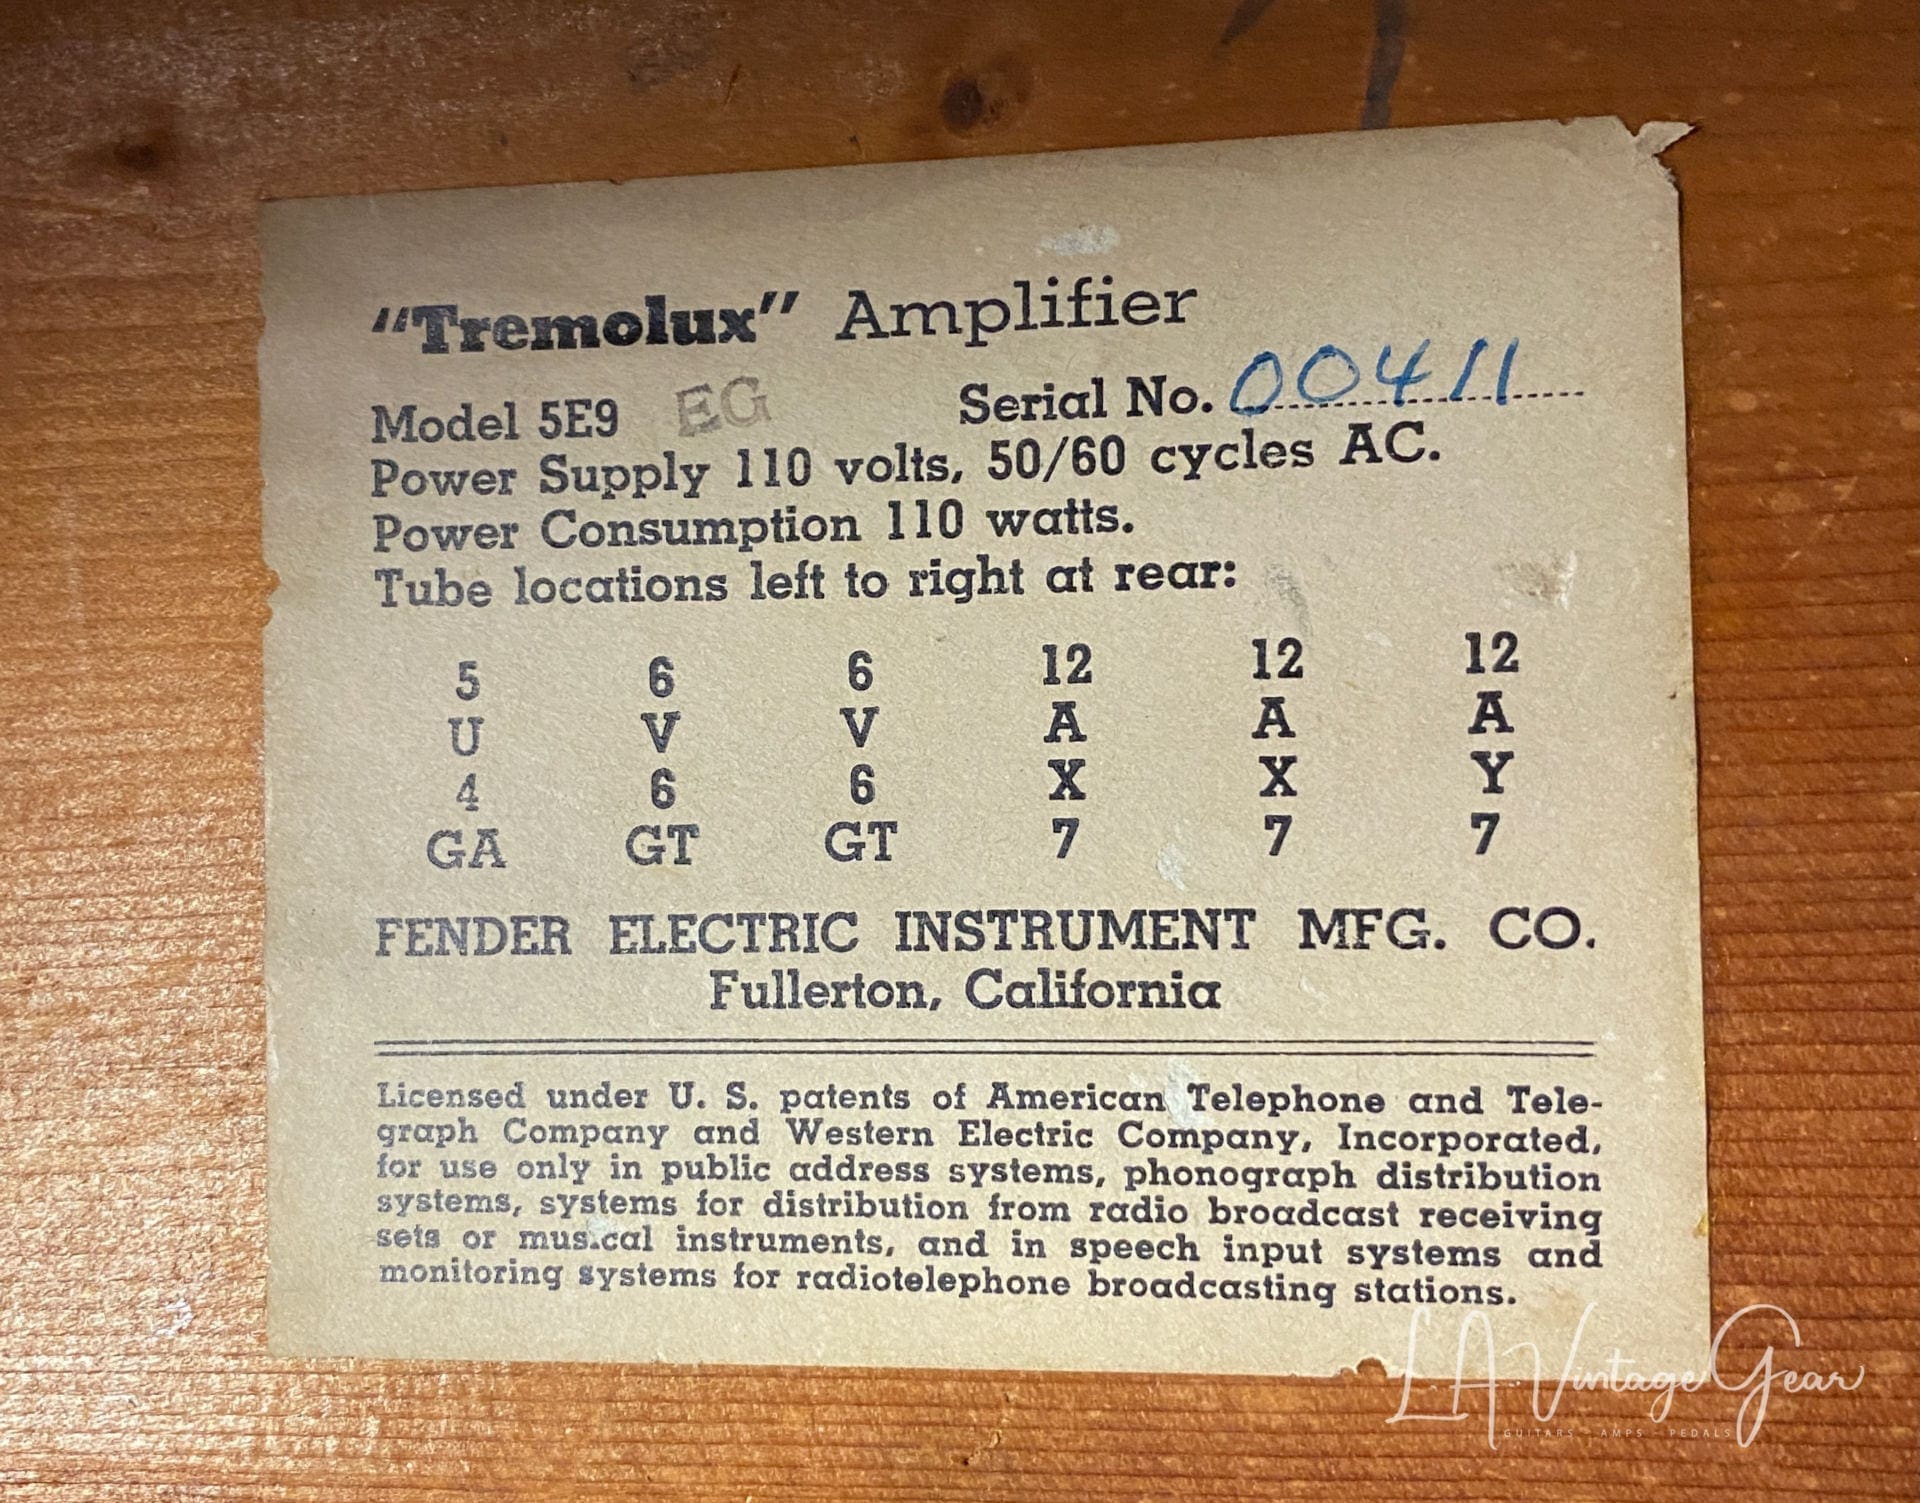 "Tremolux" Amplifier
Model 5E9 EG Serial No. 00411
Power Supply 110 volts, 50/60 cycles AC.
Power Consumption 110 watts.
Tube locations left to right at rear:
5 6 6 12 12 12
U V V A A A
4 6 6 X X Y
GA GT GT 7 7 7
FENDER ELECTRIC INSTRUMENT MFG. CO.
Fullerton, California
Licensed under U. S. patents of American Telephone and Tele-
graph Company and Western Electric Company, Incorporated,
for use only in public address systems, phonograph distribution
systems, systems for distribution from radio broadcast receiving
sets or musical instruments, and in speech input systems and
monitoring systems for radiotelephone broadcasting stations.
LA Vintage Gear
GUITARS - AMPS - PEDALS